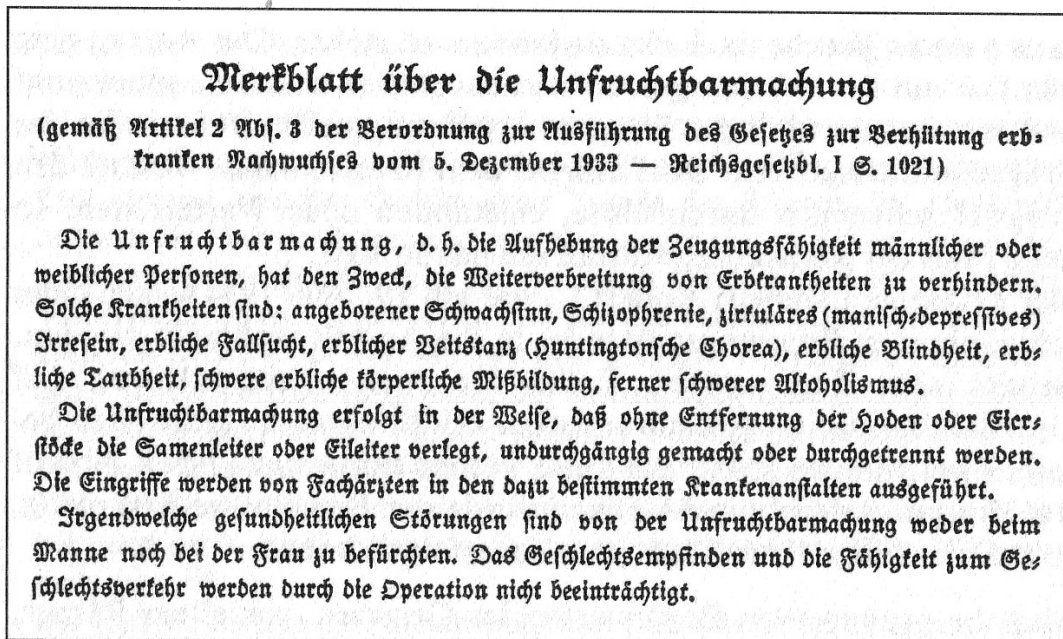 Merkblatt über die Unfruchtbarmachung
(gemäß Artikel 2 Abs. 3 der Verordnung zur Ausführung des Gesetzes zur Verhütung erb-
kranken Nachwuchses vom 5. Dezember 1933 — Reichsgesetzbl. I S. 1021)
Die Unfruchtbarmachung, d. h. die Aufhebung der Zeugungsfähigkeit männlicher oder
weiblicher Personen, hat den Zweck, die Weiterverbreitung von Erbkrankheiten zu verhindern.
Solche Krankheiten sind: angeborener Schwachsinn, Schizophrenie, zirkuläres (manisch-depressives)
Irresein, erbliche Fallsucht, erblicher Veitstanz (Huntingtonsche Chorea), erbliche Blindheit, erb-
liche Taubheit, schwere erbliche körperliche Mißbildung, ferner schwerer Alkoholismus.
Die Unfruchtbarmachung erfolgt in der Weise, daß ohne Entfernung der Hoden oder Eier-
stöcke die Samenleiter oder Eileiter verlegt, undurchgängig gemacht oder durchgetrennt werden.
Die Eingriffe werden von Fachärzten in den dazu bestimmten Krankenanstalten ausgeführt.
Irgendwelche gesundheitlichen Störungen sind von der Unfruchtbarmachung weder beim
Manne noch bei der Frau zu befürchten. Das Geschlechtsempfinden und die Fähigkeit zum Ge-
schlechtsverkehr werden durch die Operation nicht beeinträchtigt.